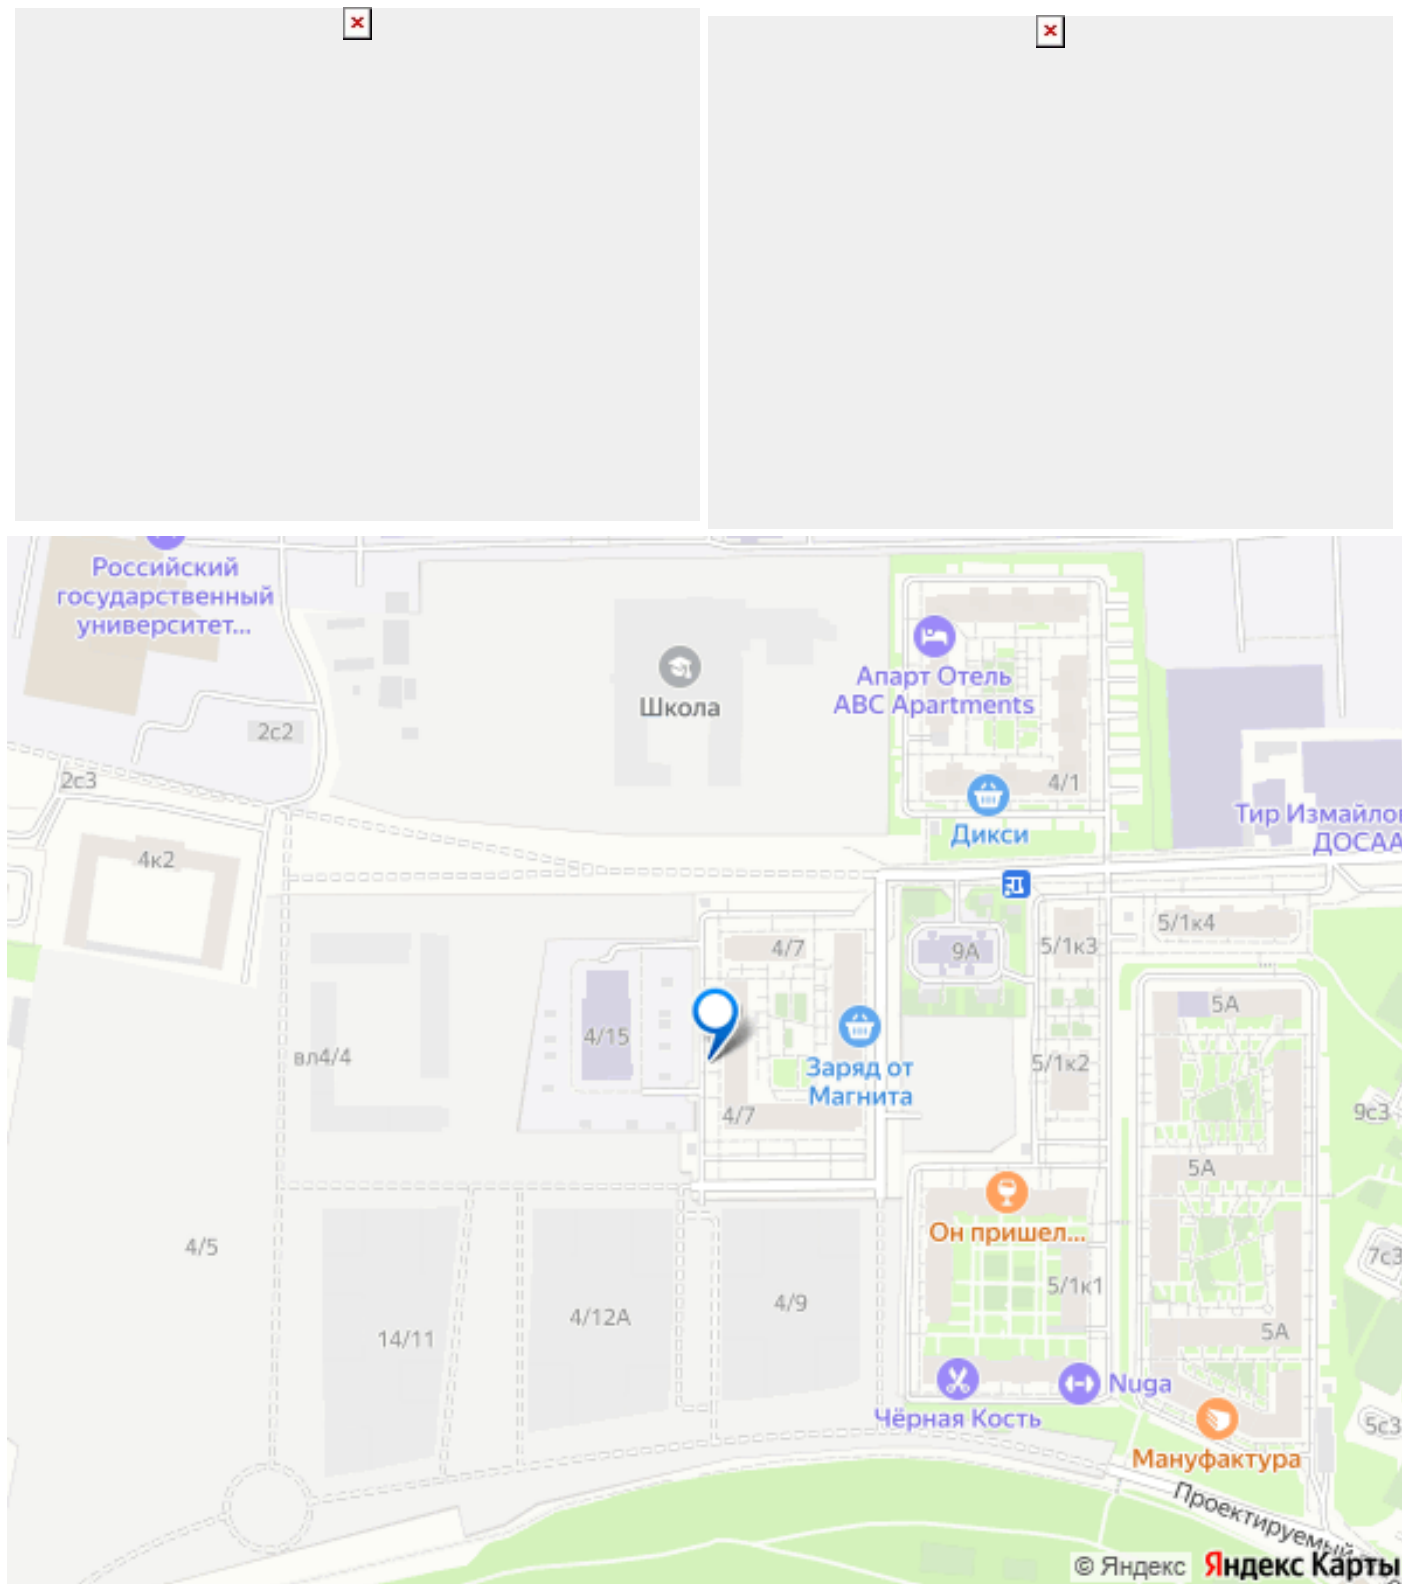 Российский
государственный
университет...
Школа
Апарт Отель
ABC Apartments
2с2
2с3
4/1
Дикси
Тир Измайлов
ДОСАА
4к2
4/7
9А
5/1к3
5/1к4
5А
4/15
вл4/4
Заряд от
Магнита
5/1к2
4/7
9с3
5А
Он пришел...
4/5
7с3
5/1к1
4/9
4/12А
14/11
5А
Nuga
Чёрная Кость
5с3
Мануфактура
Проектируемый
© Яндекс Яндекс Карты